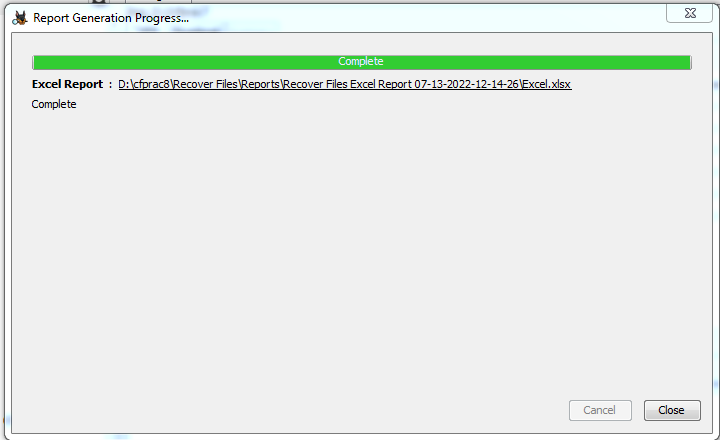 Report Generation Progress...
Complete
Excel Report : D:\cfprac8\Recover Files\Reports\Recover Files Excel Report 07-13-2022-12-14-26\Excel.xlsx
Complete
Cancel Close